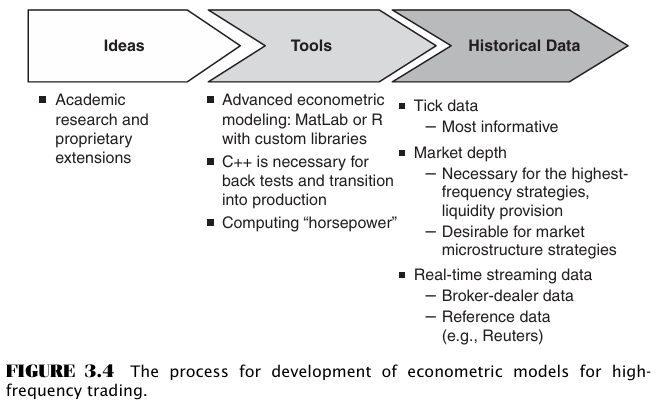 Ideas
Tools
Historical Data
▪ Academic
research and
proprietary
extensions
▪ Advanced econometric
modeling: MatLab or R
with custom libraries
▪ C++ is necessary for
back tests and transition
into production
▪ Computing “horsepower”
▪ Tick data
– Most informative
▪ Market depth
– Necessary for the highest-
frequency strategies,
liquidity provision
– Desirable for market
microstructure strategies
▪ Real-time streaming data
– Broker-dealer data
– Reference data
(e.g., Reuters)
FIGURE 3.4 The process for development of econometric models for high-
frequency trading.